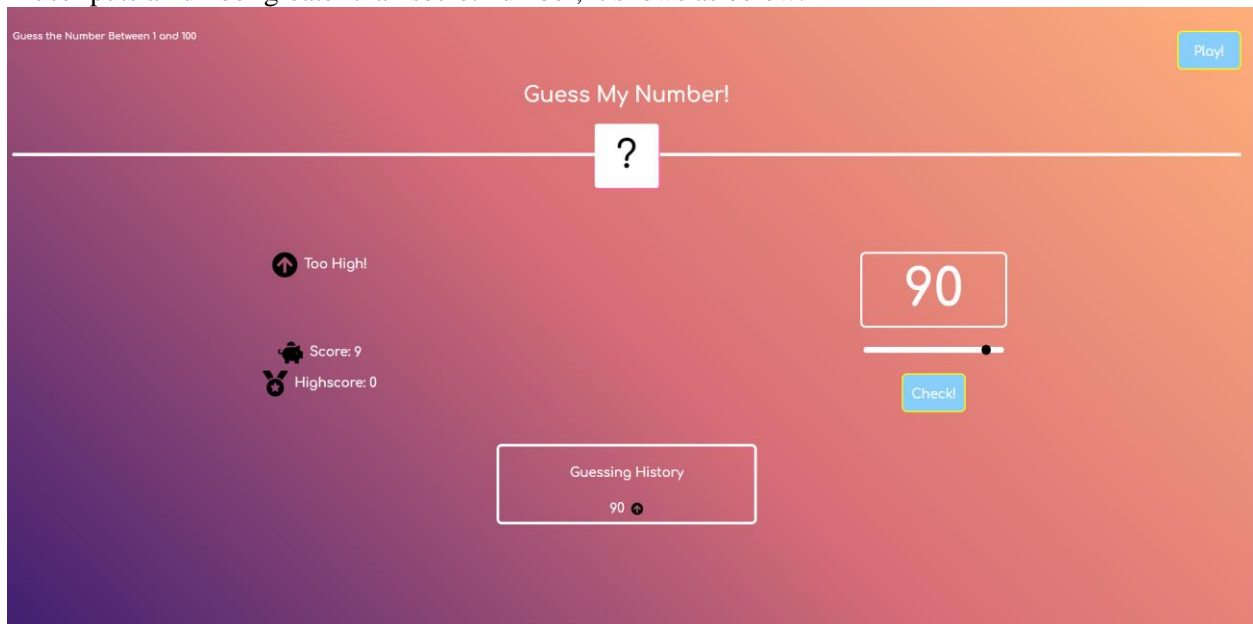 Guess the Number Between 1 and 100
Play!
Guess My Number!
?
Too High!
90
Score: 9
Highscore: 0
Check!
Guessing History
90